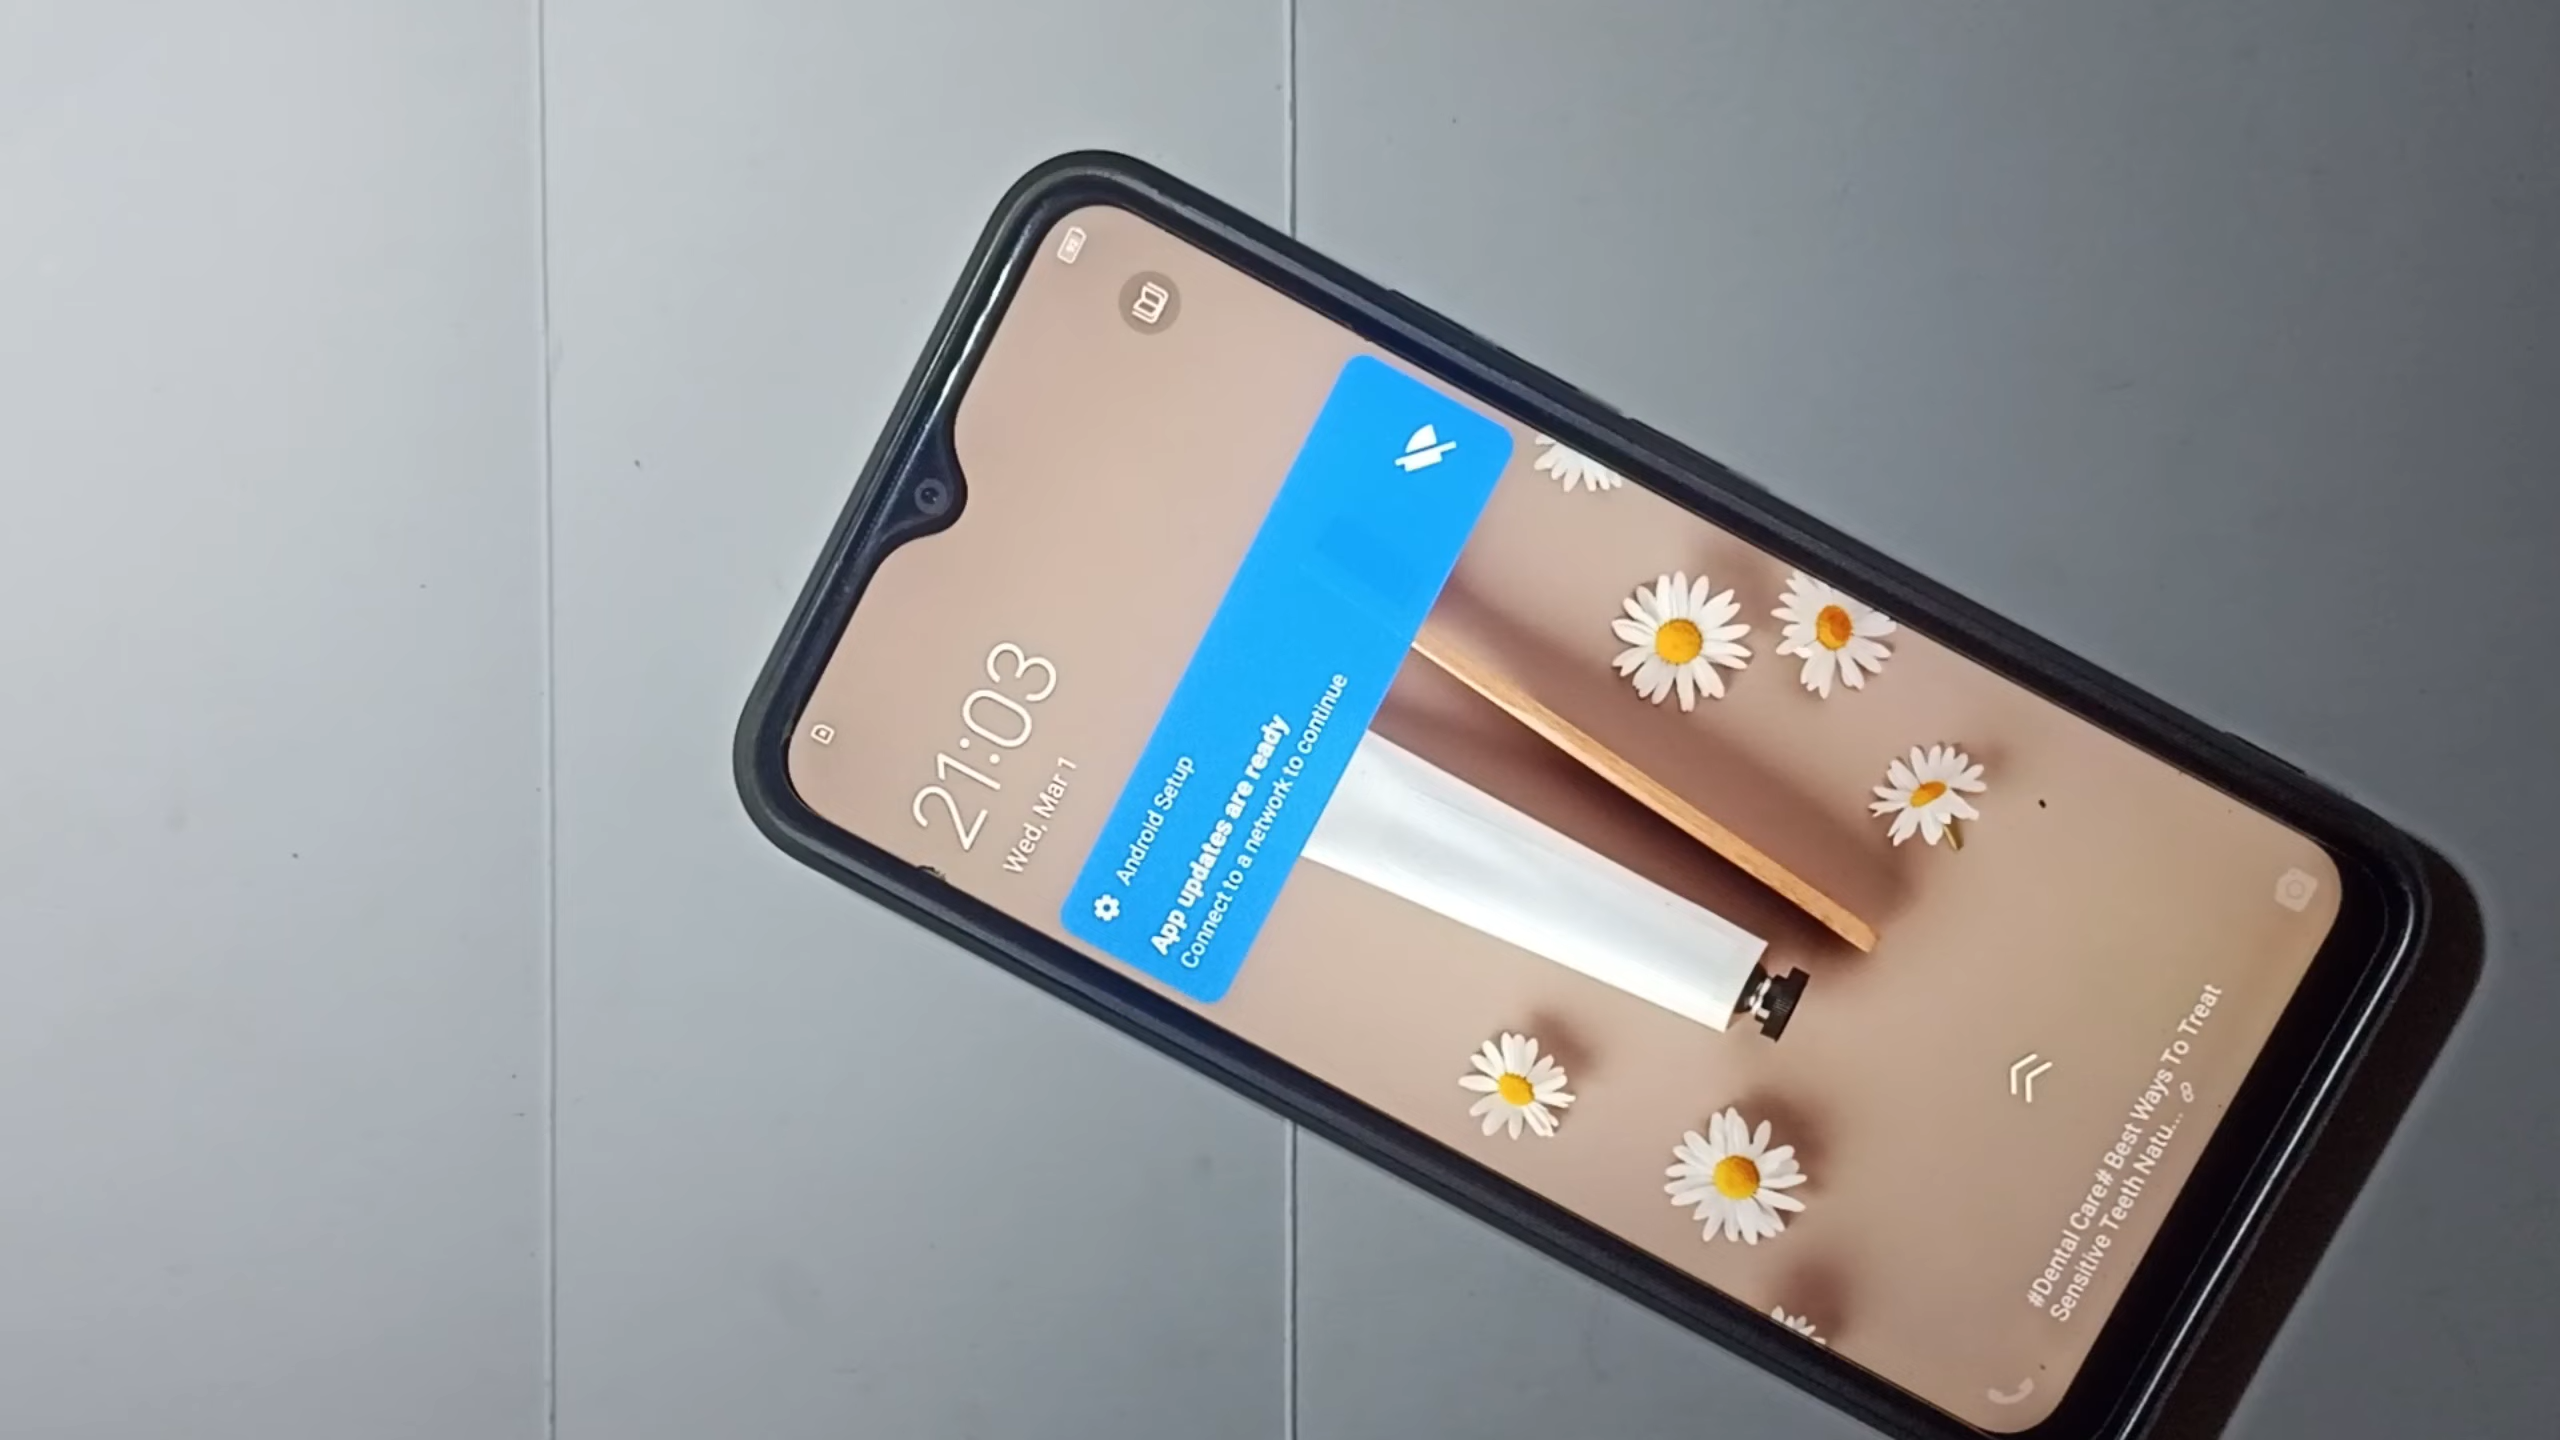 21:03
Wed, Mar 1
Android Setup
App updates are ready
Connect to a network to continue
#Dental Care# Best Ways To Treat
Sensitive Teeth Natu...